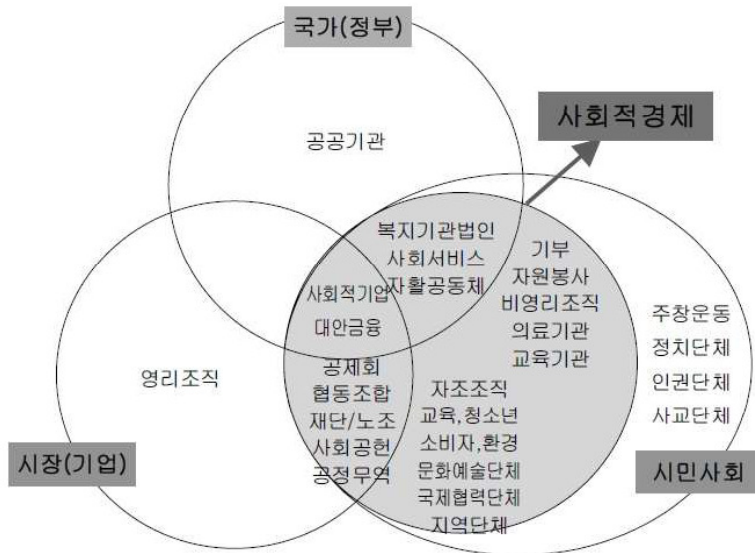 국가(정부)
사회적경제
공공기관
복지기관법인
사회서비스
자활공동체
기부
자원봉사
비영리조직
의료기관
교육기관
사회적기업
대안금융
주창운동
정치단체
인권단체
사교단체
영리조직
공제회
협동조합
재단/노조
사회공헌
공정무역
자조조직
교육,청소년
소비자,환경
문화예술단체
국제협력단체
지역단체
시장(기업)
시민사회